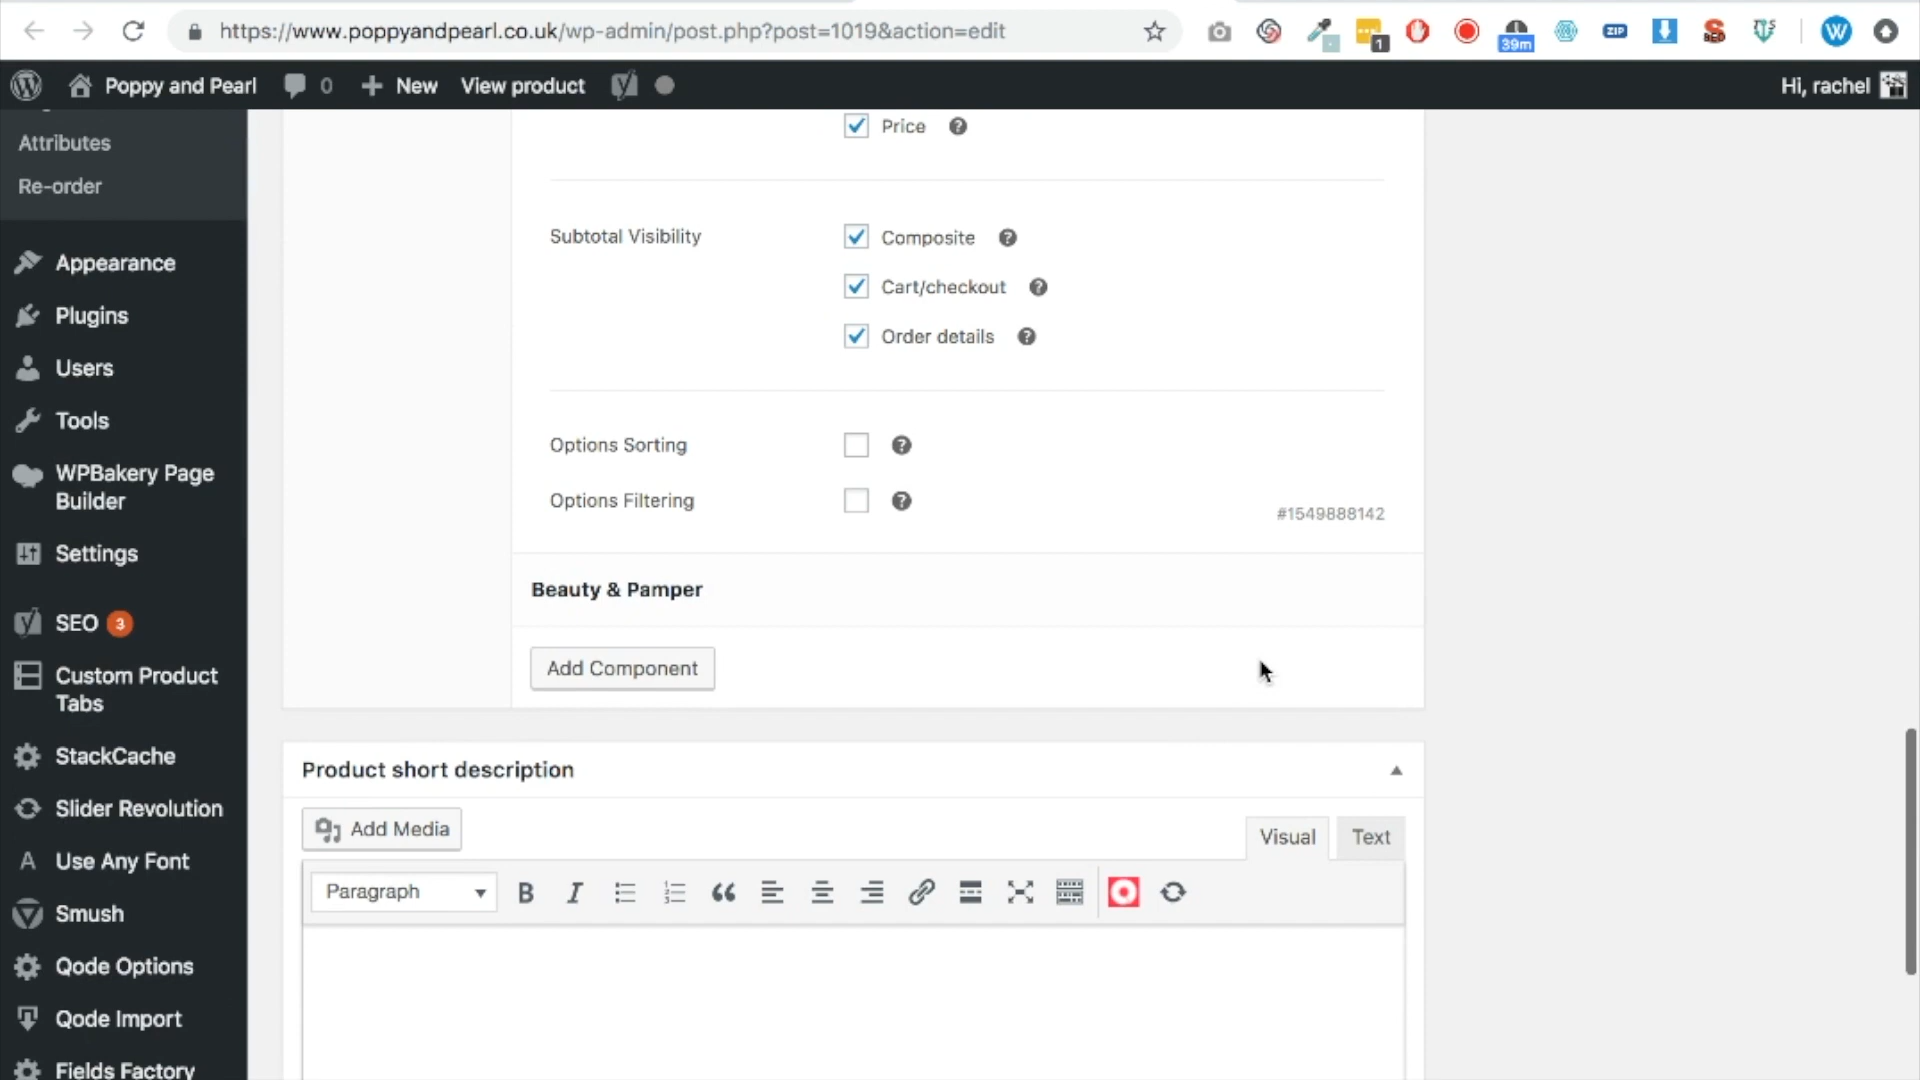 https://www.poppyandpearl.co.uk/wp-admin/post.php?post=1019&action=edit
1
39m
ZIP
SEO
W
Poppy and Pearl
0
New
View product
Hi, rachel
Attributes
Re-order
Appearance
Plugins
Users
Tools
WPBakery Page
Builder
Settings
SEO 3
Custom Product
Tabs
StackCache
Slider Revolution
Use Any Font
Smush
Qode Options
Qode Import
Fields Factory
Price
Subtotal Visibility
Composite
Cart/checkout
Order details
Options Sorting
Options Filtering
#1549888142
Beauty & Pamper
Add Component
Product short description
Add Media
Visual
Text
Paragraph
B
I